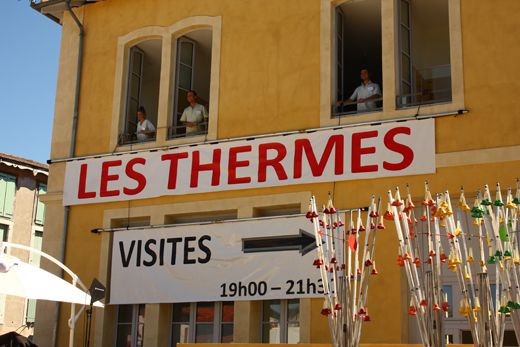 LES THERMES
VISITES
19h00 - 21h3